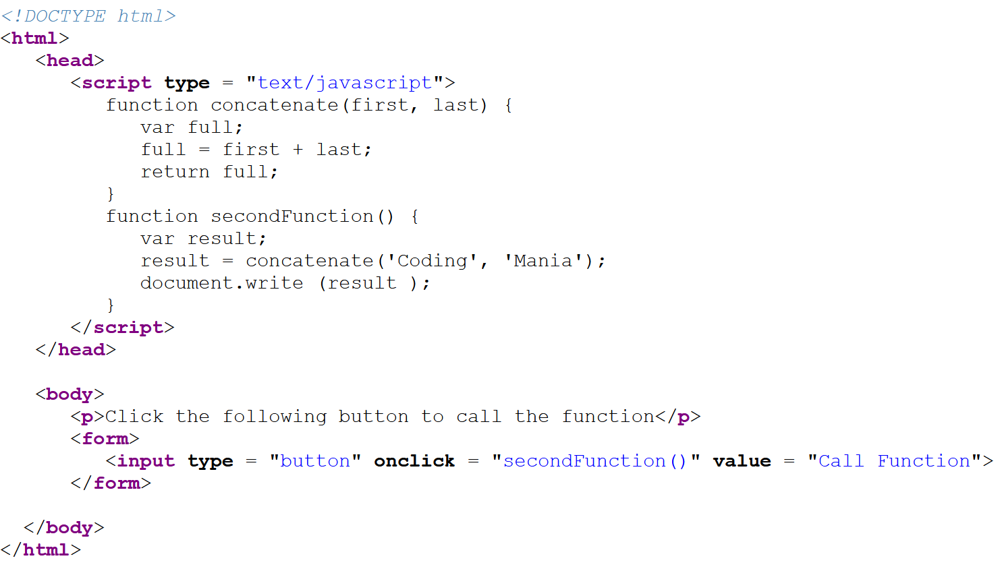 <!DOCTYPE html>
<html>
   <head>
      <script type = "text/javascript">
         function concatenate(first, last) {
            var full;
            full = first + last;
            return full;
         }
         function secondFunction() {
            var result;
            result = concatenate('Coding', 'Mania');
            document.write (result );
         }
      </script>
   </head>

   <body>
      <p>Click the following button to call the function</p>
      <form>
         <input type = "button" onclick = "secondFunction()" value = "Call Function">
      </form>

  </body>
</html>